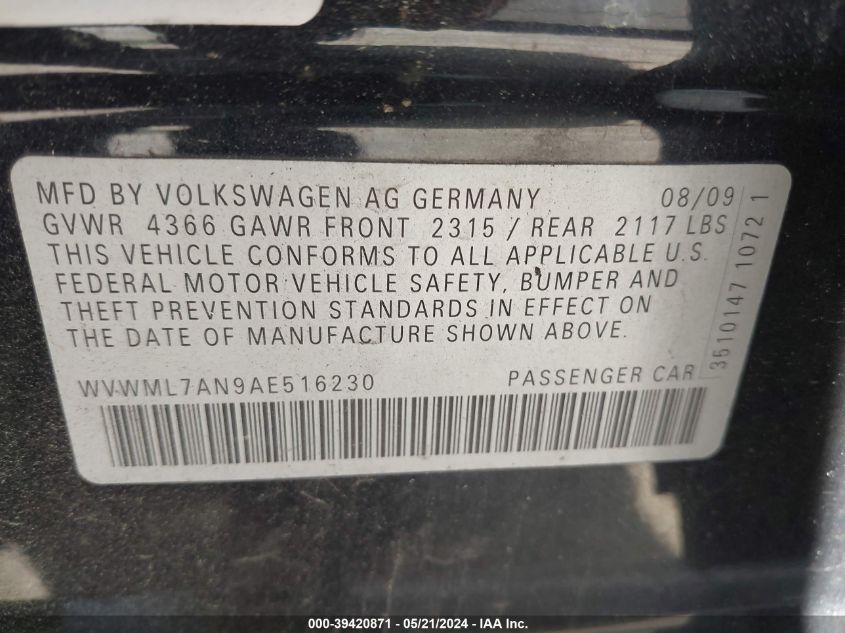 MFD BY VOLKSWAGEN AG GERMANY 08/09
GVWR 4366 GAWR FRONT 2315 / REAR 2117 LBS
THIS VEHICLE CONFORMS TO ALL APPLICABLE U.S.
FEDERAL MOTOR VEHICLE SAFETY, BUMPER AND
THEFT PREVENTION STANDARDS IN EFFECT ON
THE DATE OF MANUFACTURE SHOWN ABOVE.
WVWML7AN9AE516230 PASSENGER CAR
3510147 1072 1
000-39420871 - 05/21/2024 - IAA Inc.